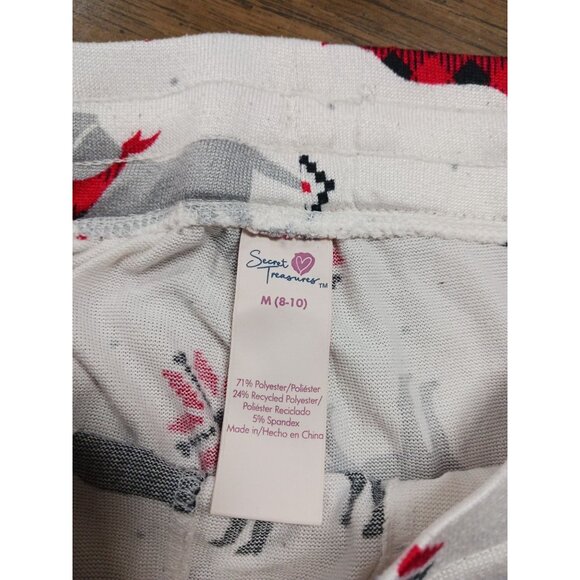 Secret
Treasures TM
M (8-10)
71% Polyester/Poliéster
24% Recycled Polyester/
Poliéster Reciclado
5% Spandex
Made in/Hecho en China